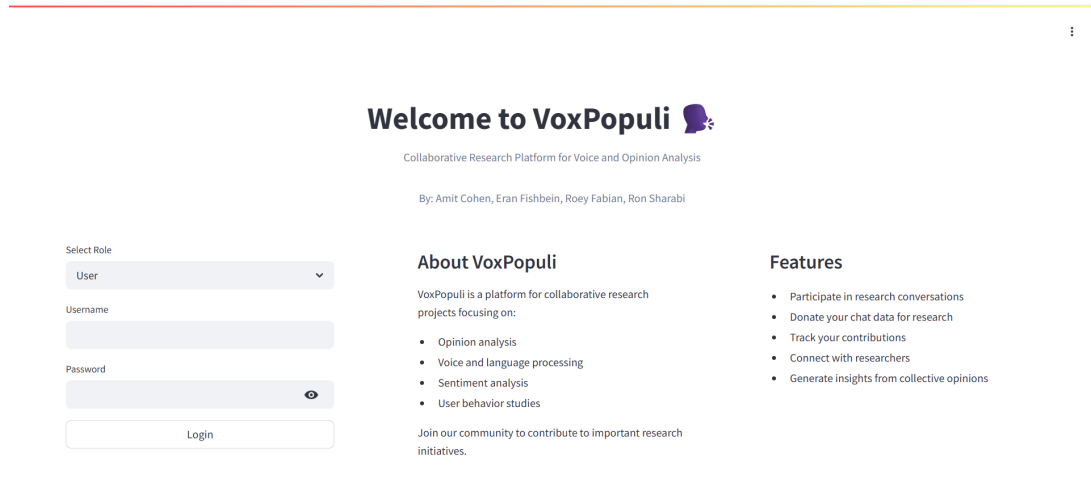 Welcome to VoxPopuli
Collaborative Research Platform for Voice and Opinion Analysis
By: Amit Cohen, Eran Fishbein, Roey Fabian, Ron Sharabi
Select Role
User
Username
Password
Login
About VoxPopuli
VoxPopuli is a platform for collaborative research
projects focusing on:
• Opinion analysis
• Voice and language processing
• Sentiment analysis
• User behavior studies
Join our community to contribute to important research
initiatives.
Features
• Participate in research conversations
• Donate your chat data for research
• Track your contributions
• Connect with researchers
• Generate insights from collective opinions